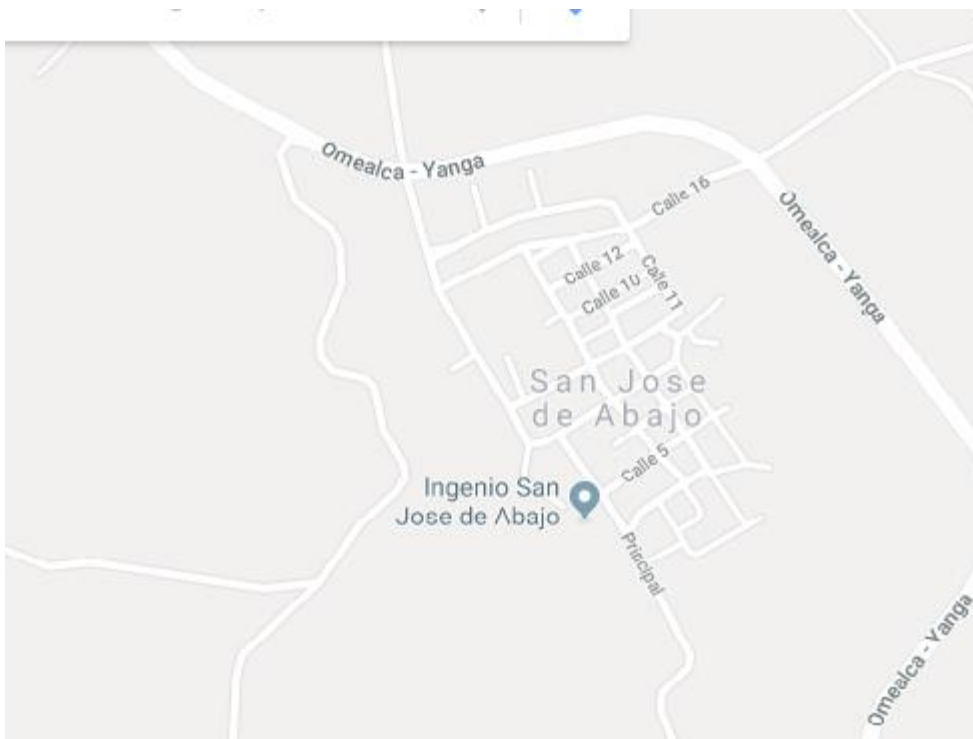 Omealca - Yanga
Calle 16
Omealca - Yanga
Calle 12
Calle 10
Calle 11
San Jose
de Abajo
Calle 5
Ingenio San
Jose de Abajo
Principal
Omealca - Yanga